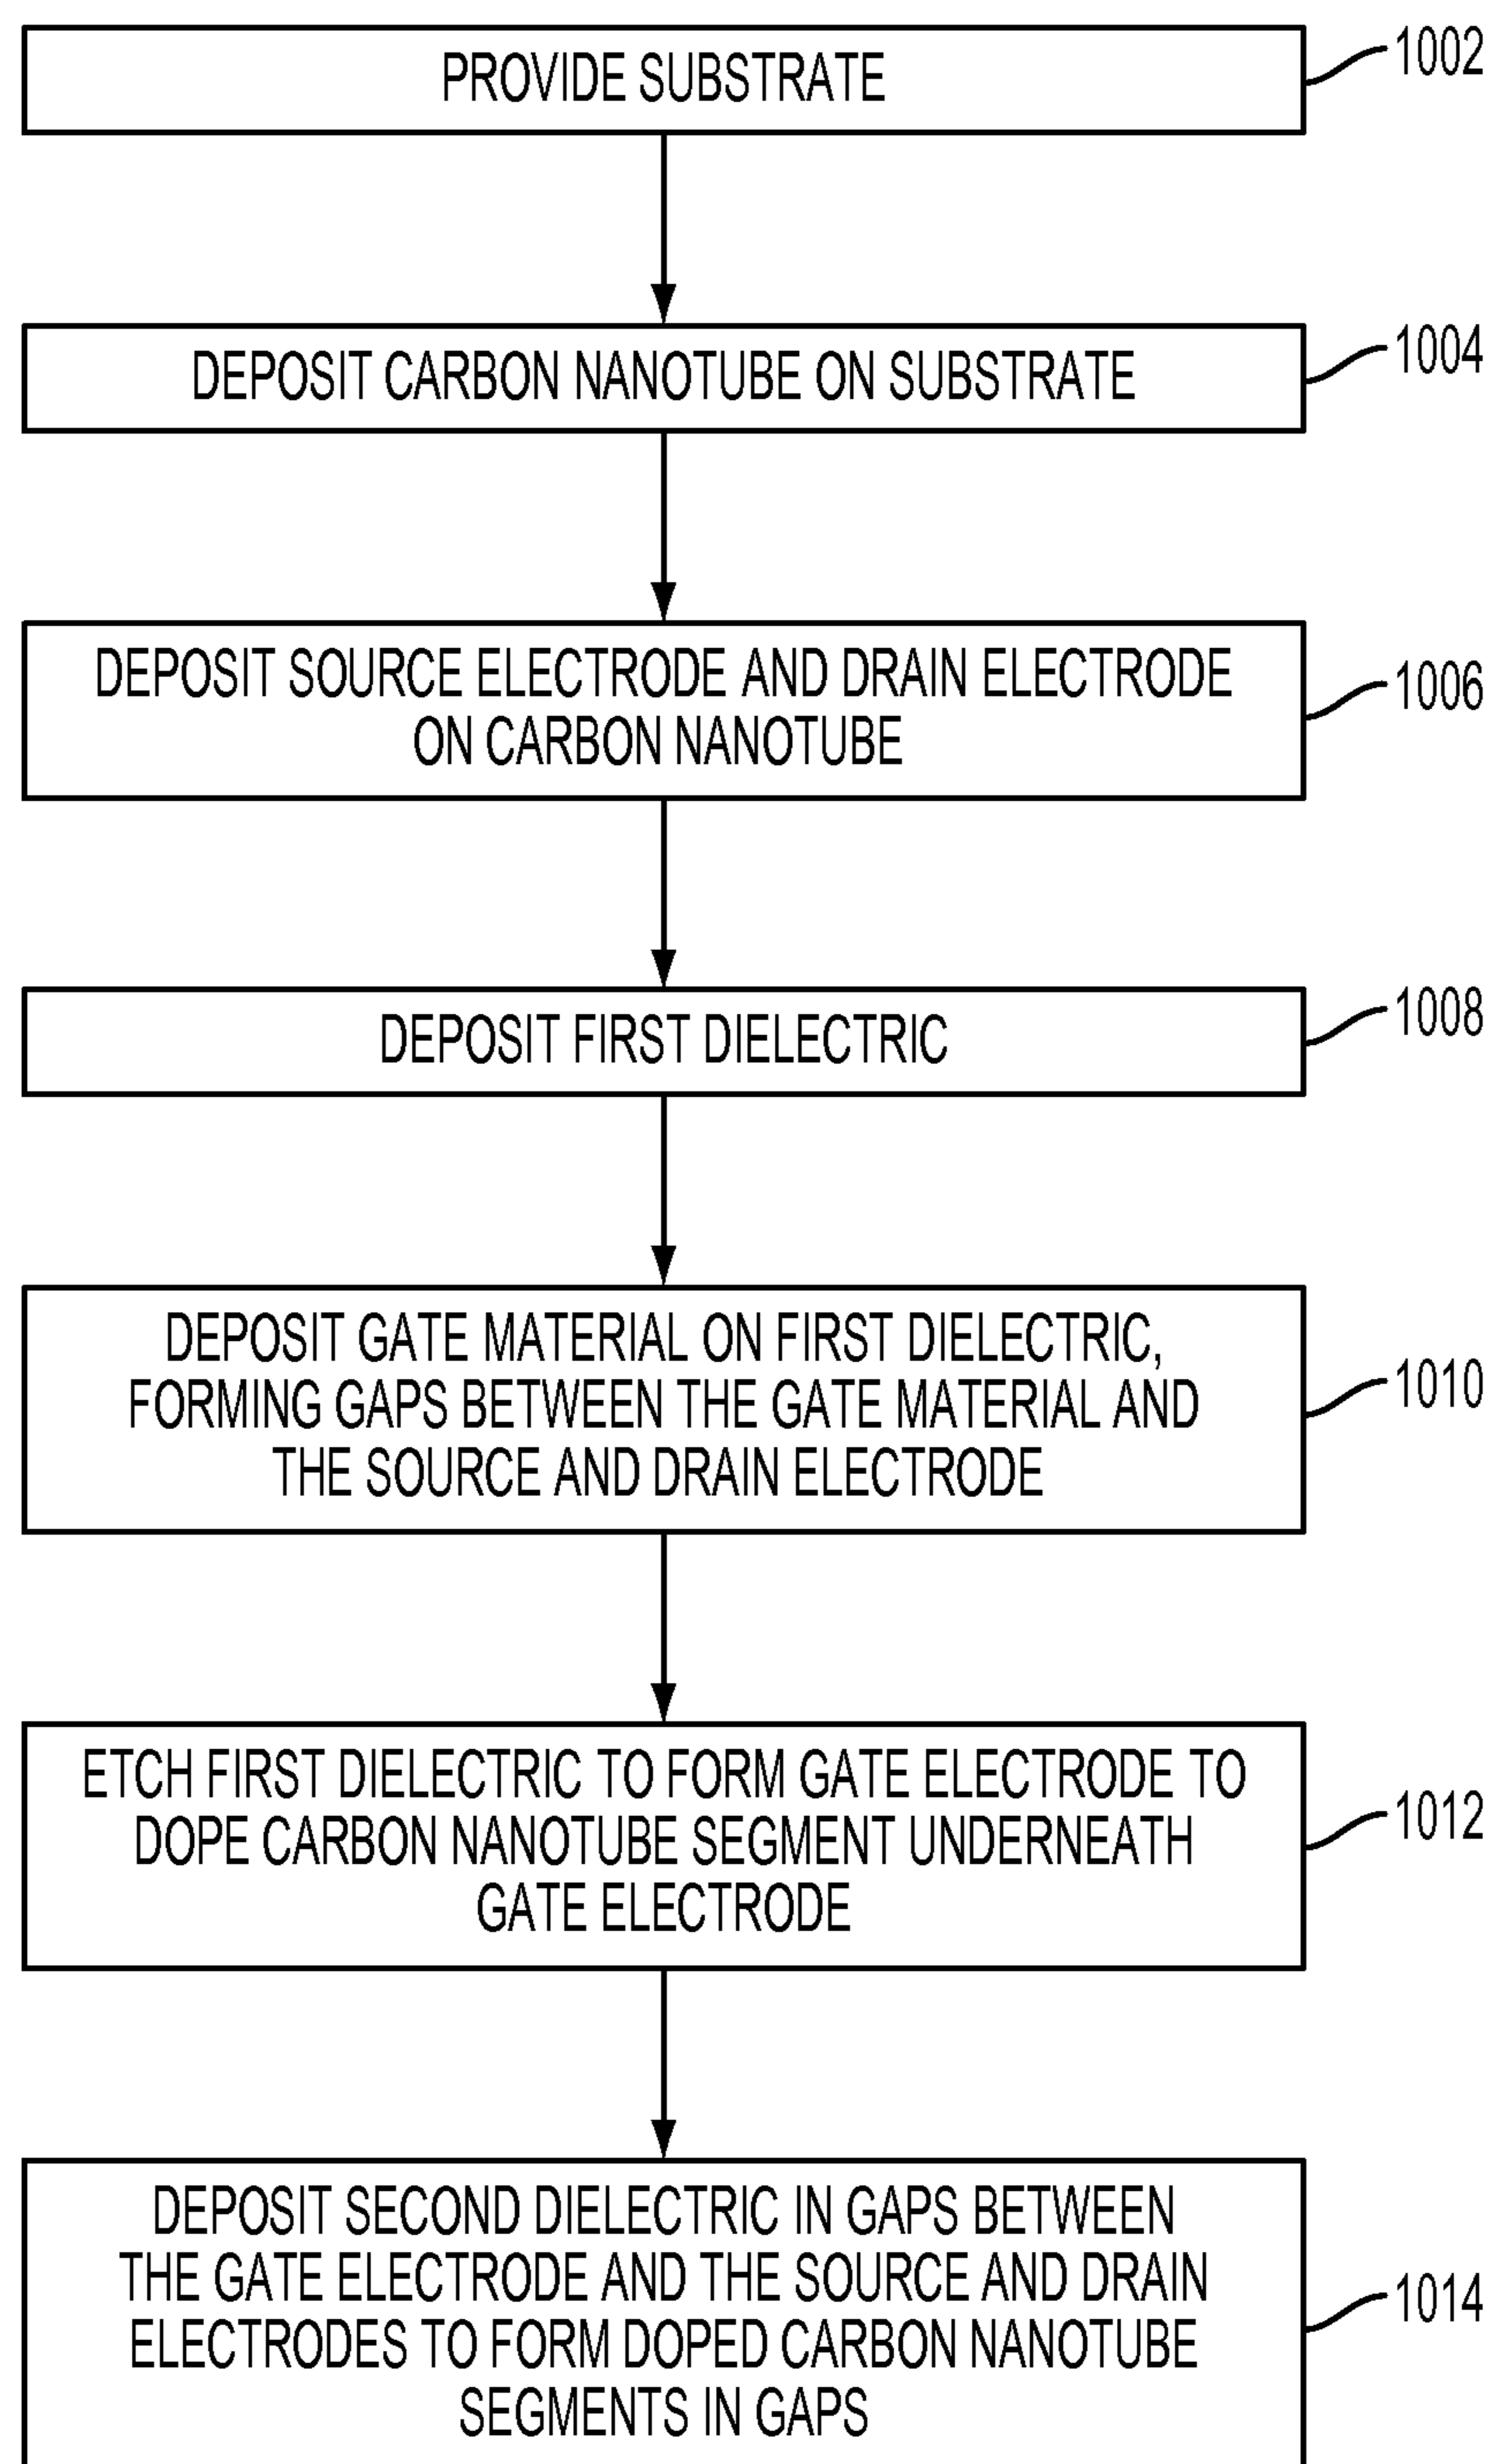 PROVIDE SUBSTRATE
1002
DEPOSIT CARBON NANOTUBE ON SUBSTRATE
1004
DEPOSIT SOURCE ELECTRODE AND DRAIN ELECTRODE
ON CARBON NANOTUBE
1006
DEPOSIT FIRST DIELECTRIC
1008
DEPOSIT GATE MATERIAL ON FIRST DIELECTRIC,
FORMING GAPS BETWEEN THE GATE MATERIAL AND
THE SOURCE AND DRAIN ELECTRODE
1010
ETCH FIRST DIELECTRIC TO FORM GATE ELECTRODE TO
DOPE CARBON NANOTUBE SEGMENT UNDERNEATH
GATE ELECTRODE
1012
DEPOSIT SECOND DIELECTRIC IN GAPS BETWEEN
THE GATE ELECTRODE AND THE SOURCE AND DRAIN
ELECTRODES TO FORM DOPED CARBON NANOTUBE
SEGMENTS IN GAPS
1014